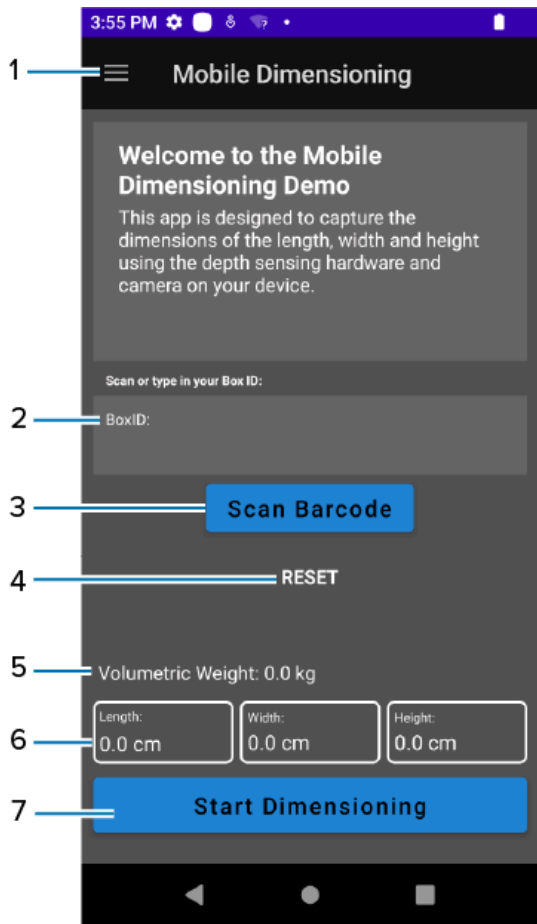 3:55 PM
1
Mobile Dimensioning
Welcome to the Mobile
Dimensioning Demo
This app is designed to capture the
dimensions of the length, width and height
using the depth sensing hardware and
camera on your device.
Scan or type in your Box ID:
2
BoxID:
3
Scan Barcode
4
RESET
5
Volumetric Weight: 0.0 kg
Length:
Width:
Height:
6
0.0 cm
0.0 cm
0.0 cm
7
Start Dimensioning